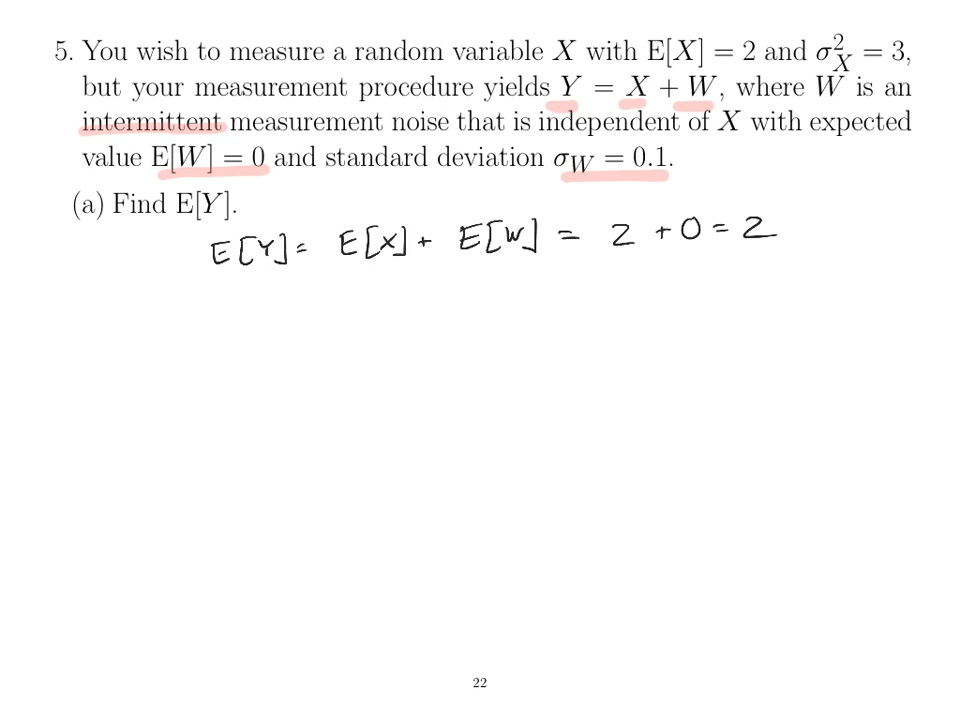 5. You wish to measure a random variable X with E[X] = 2 and σ²_X = 3,
but your measurement procedure yields Y = X + W, where W is an
intermittent measurement noise that is independent of X with expected
value E[W] = 0 and standard deviation σ_W = 0.1.
(a) Find E[Y].
E[Y] = E[X] + E[W] = 2 + 0 = 2
22